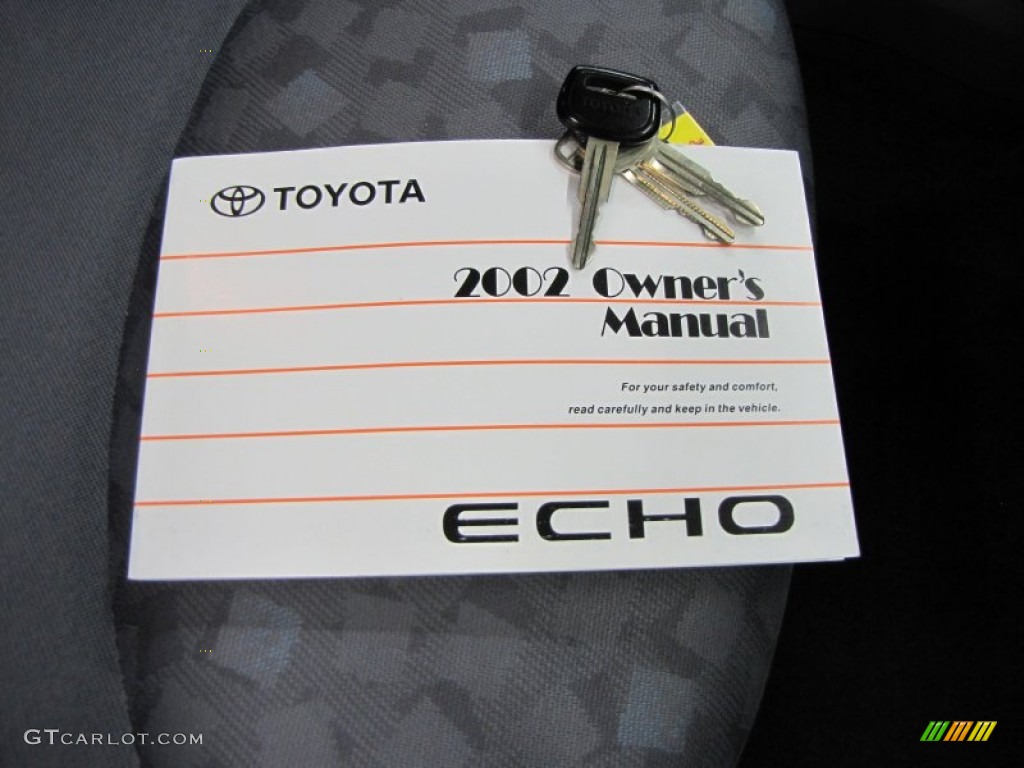 TOYOTA
TOYOTA
2002 Owner's
Manual
For your safety and comfort,
read carefully and keep in the vehicle.
ECHO
GTCARLOT.COM